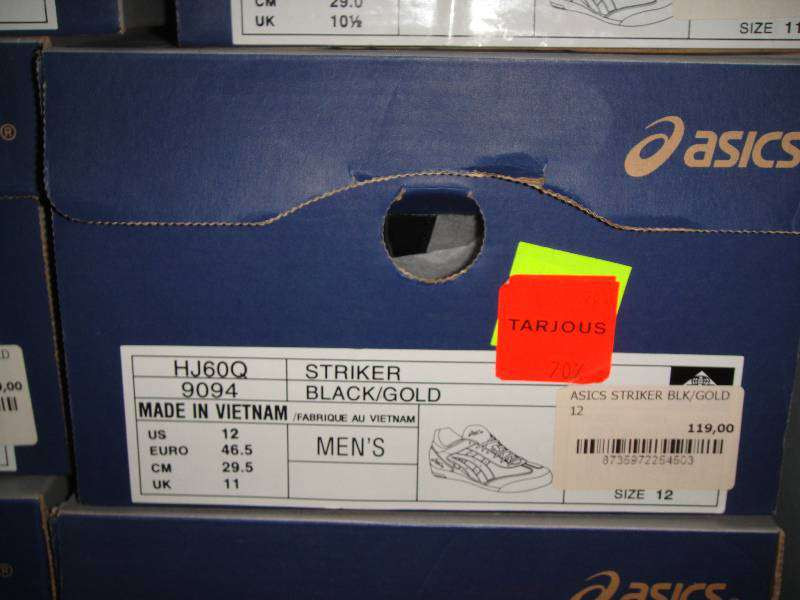 CM 29.0
UK 10½
SIZE 11
asics
TARJOUS
70%
HJ60Q STRIKER
9094 BLACK/GOLD
MADE IN VIETNAM /FABRIQUE AU VIETNAM
US 12
EURO 46.5
CM 29.5
UK 11
MEN'S
ASICS STRIKER BLK/GOLD
12
119,00
8735972254503
SIZE 12
asics